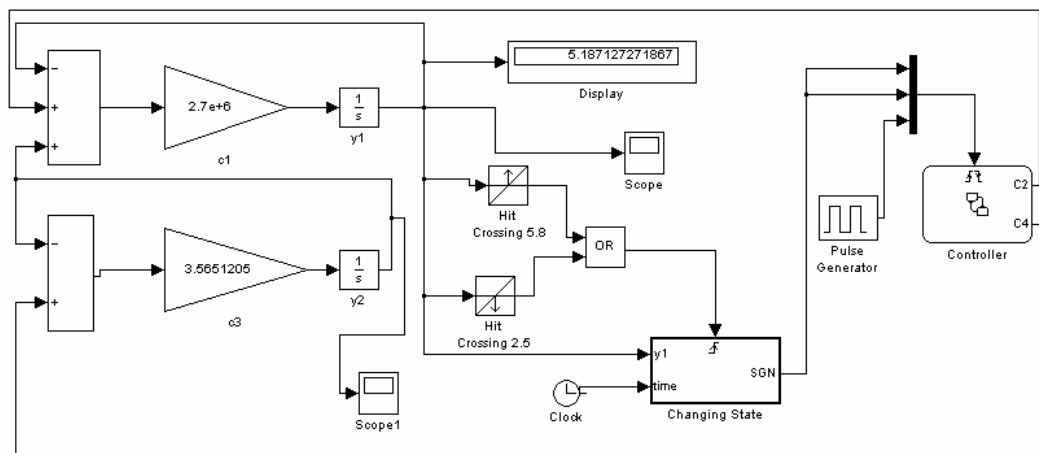 5.187127271867
Display
−
+
+
2.7e+6
c1
1
s
y1
Scope
Hit
Crossing 5.8
OR
Pulse
Generator
C2
C4
Controller
−
+
3.5651205
c3
1
s
y2
Hit
Crossing 2.5
Scope1
Clock
y1
time
SGN
Changing State